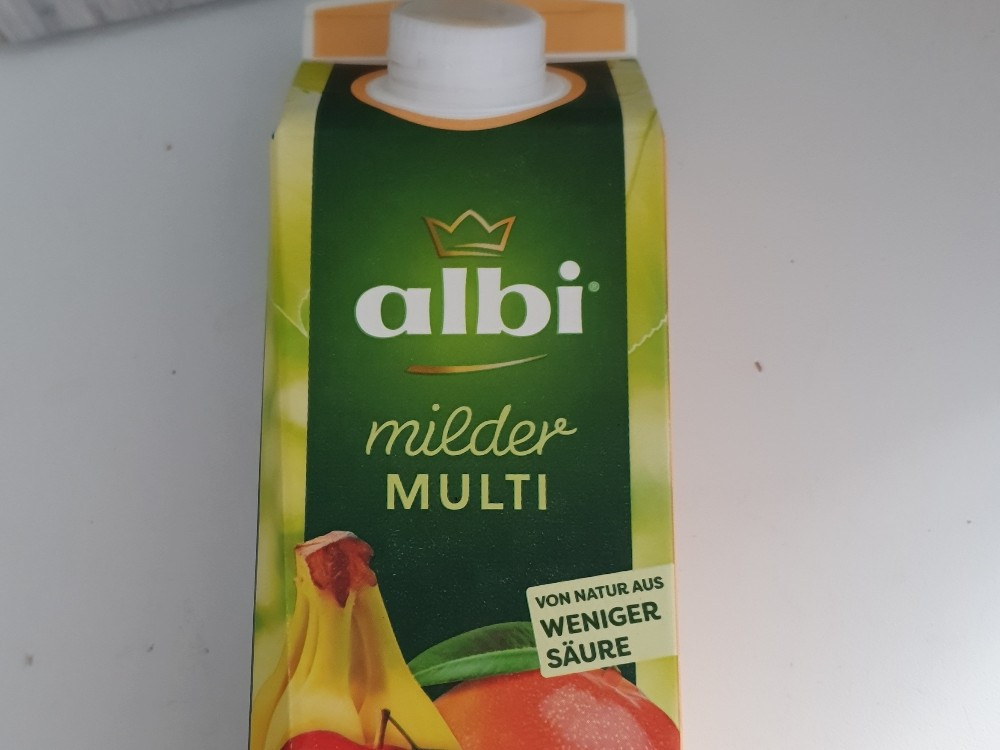 albi®
milder
MULTI
VON NATUR AUS
WENIGER
SÄURE